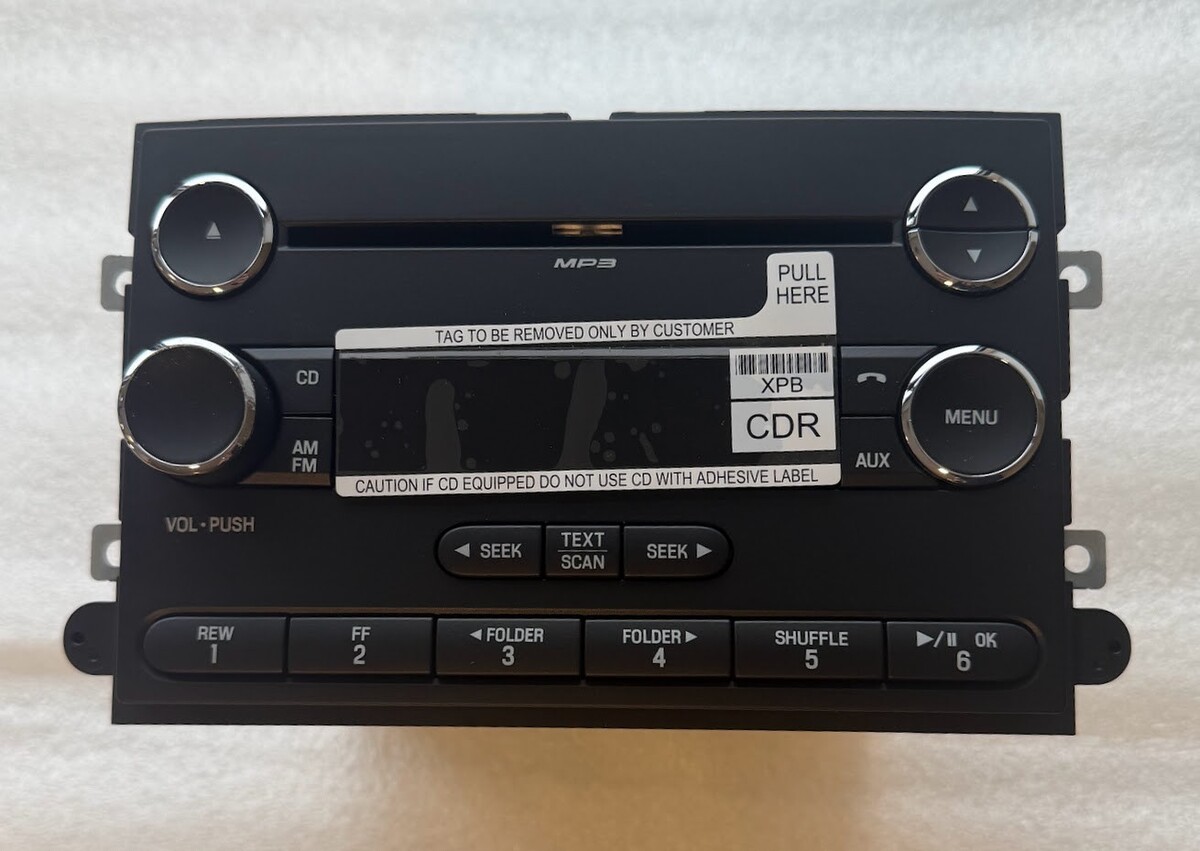 MP3
PULL
HERE
TAG TO BE REMOVED ONLY BY CUSTOMER
XPB
CDR
CAUTION IF CD EQUIPPED DO NOT USE CD WITH ADHESIVE LABEL
CD
AM
FM
MENU
AUX
VOL•PUSH
◀ SEEK
TEXT
SCAN
SEEK ▶
REW
1
FF
2
◀ FOLDER
3
FOLDER ▶
4
SHUFFLE
5
▶/II OK
6